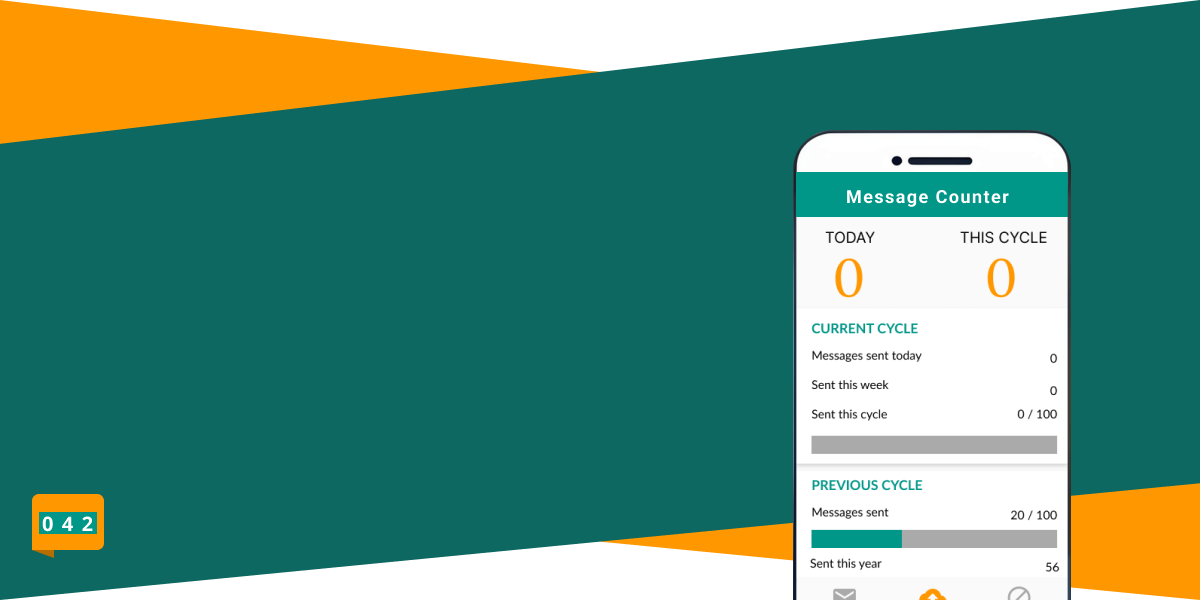 Message Counter
TODAY THIS CYCLE
0 0
CURRENT CYCLE
Messages sent today 0
Sent this week 0
Sent this cycle 0 / 100
PREVIOUS CYCLE
Messages sent 20 / 100
Sent this year 56
0 4 2